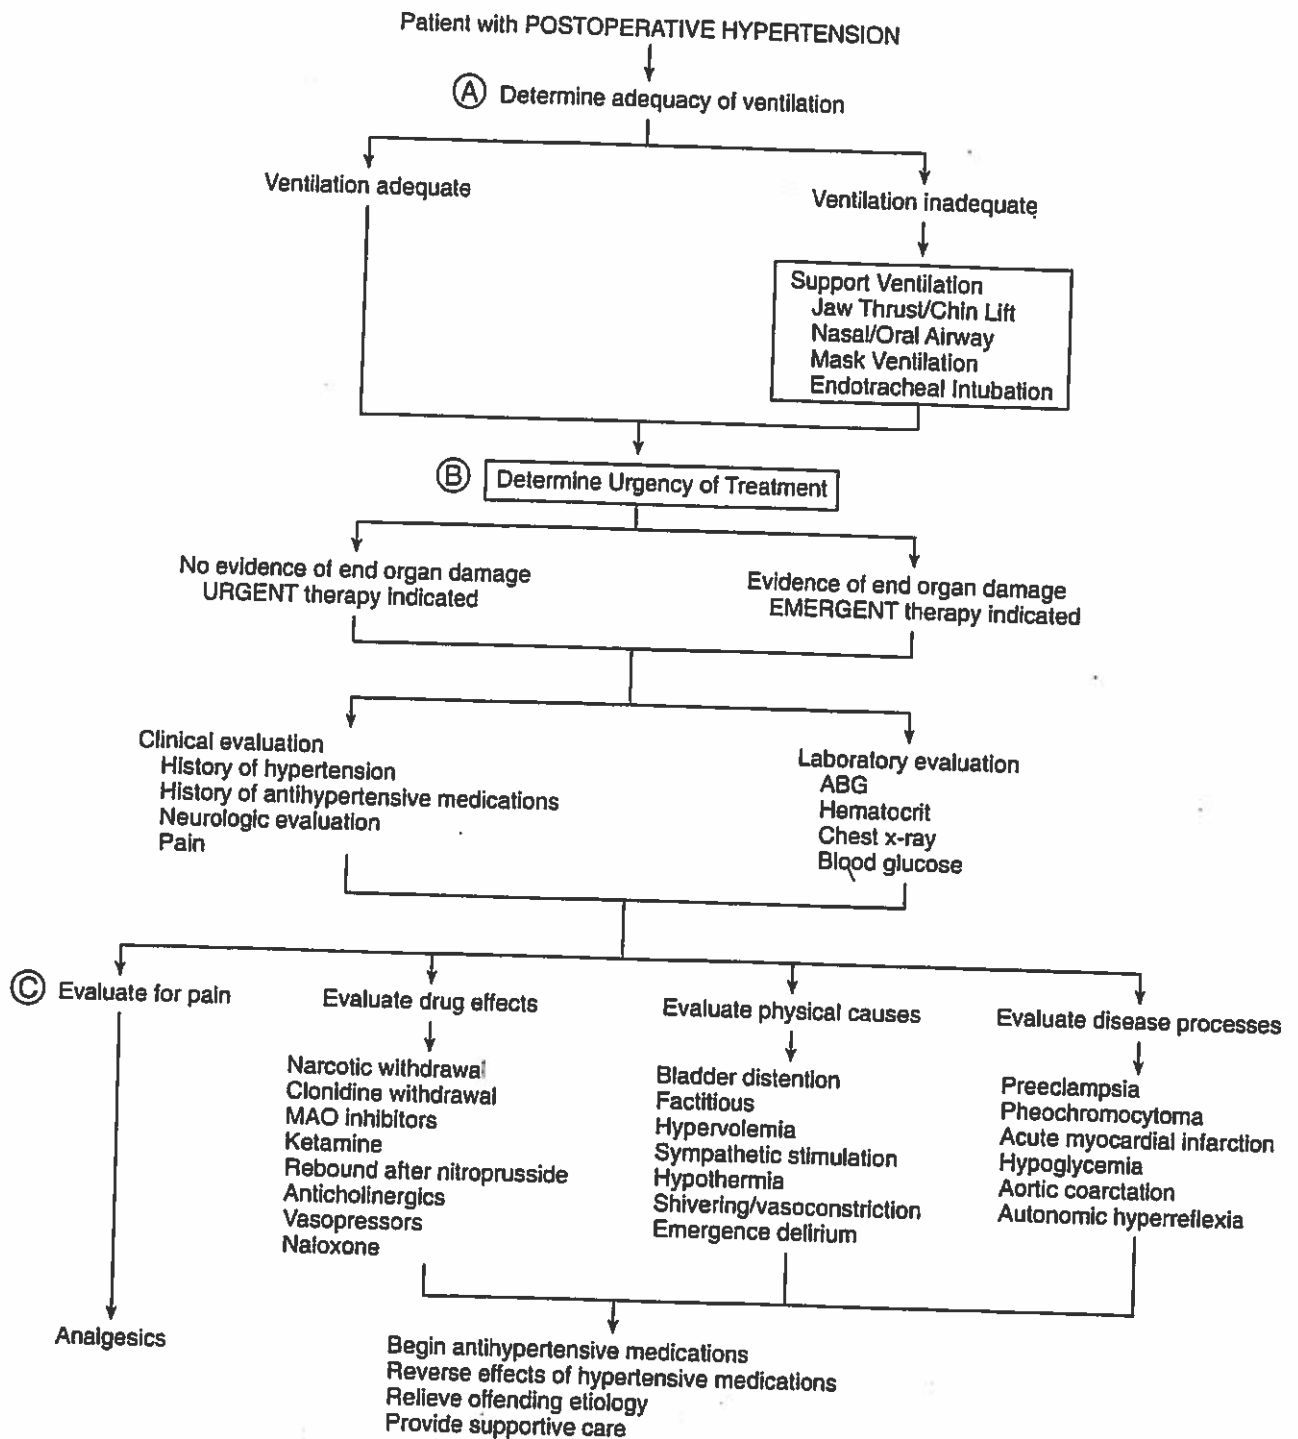 Patient with POSTOPERATIVE HYPERTENSION
Ⓐ Determine adequacy of ventilation
Ventilation adequate
Ventilation inadequate
Support Ventilation
Jaw Thrust/Chin Lift
Nasal/Oral Airway
Mask Ventilation
Endotracheal Intubation
Ⓑ Determine Urgency of Treatment
No evidence of end organ damage
URGENT therapy indicated
Evidence of end organ damage
EMERGENT therapy indicated
Clinical evaluation
History of hypertension
History of antihypertensive medications
Neurologic evaluation
Pain
Laboratory evaluation
ABG
Hematocrit
Chest x-ray
Blood glucose
Ⓒ Evaluate for pain
Evaluate drug effects
Evaluate physical causes
Evaluate disease processes
Narcotic withdrawal
Clonidine withdrawal
MAO inhibitors
Ketamine
Rebound after nitroprusside
Anticholinergics
Vasopressors
Naloxone
Bladder distention
Factitious
Hypervolemia
Sympathetic stimulation
Hypothermia
Shivering/vasoconstriction
Emergence delirium
Preeclampsia
Pheochromocytoma
Acute myocardial infarction
Hypoglycemia
Aortic coarctation
Autonomic hyperreflexia
Analgesics
Begin antihypertensive medications
Reverse effects of hypertensive medications
Relieve offending etiology
Provide supportive care